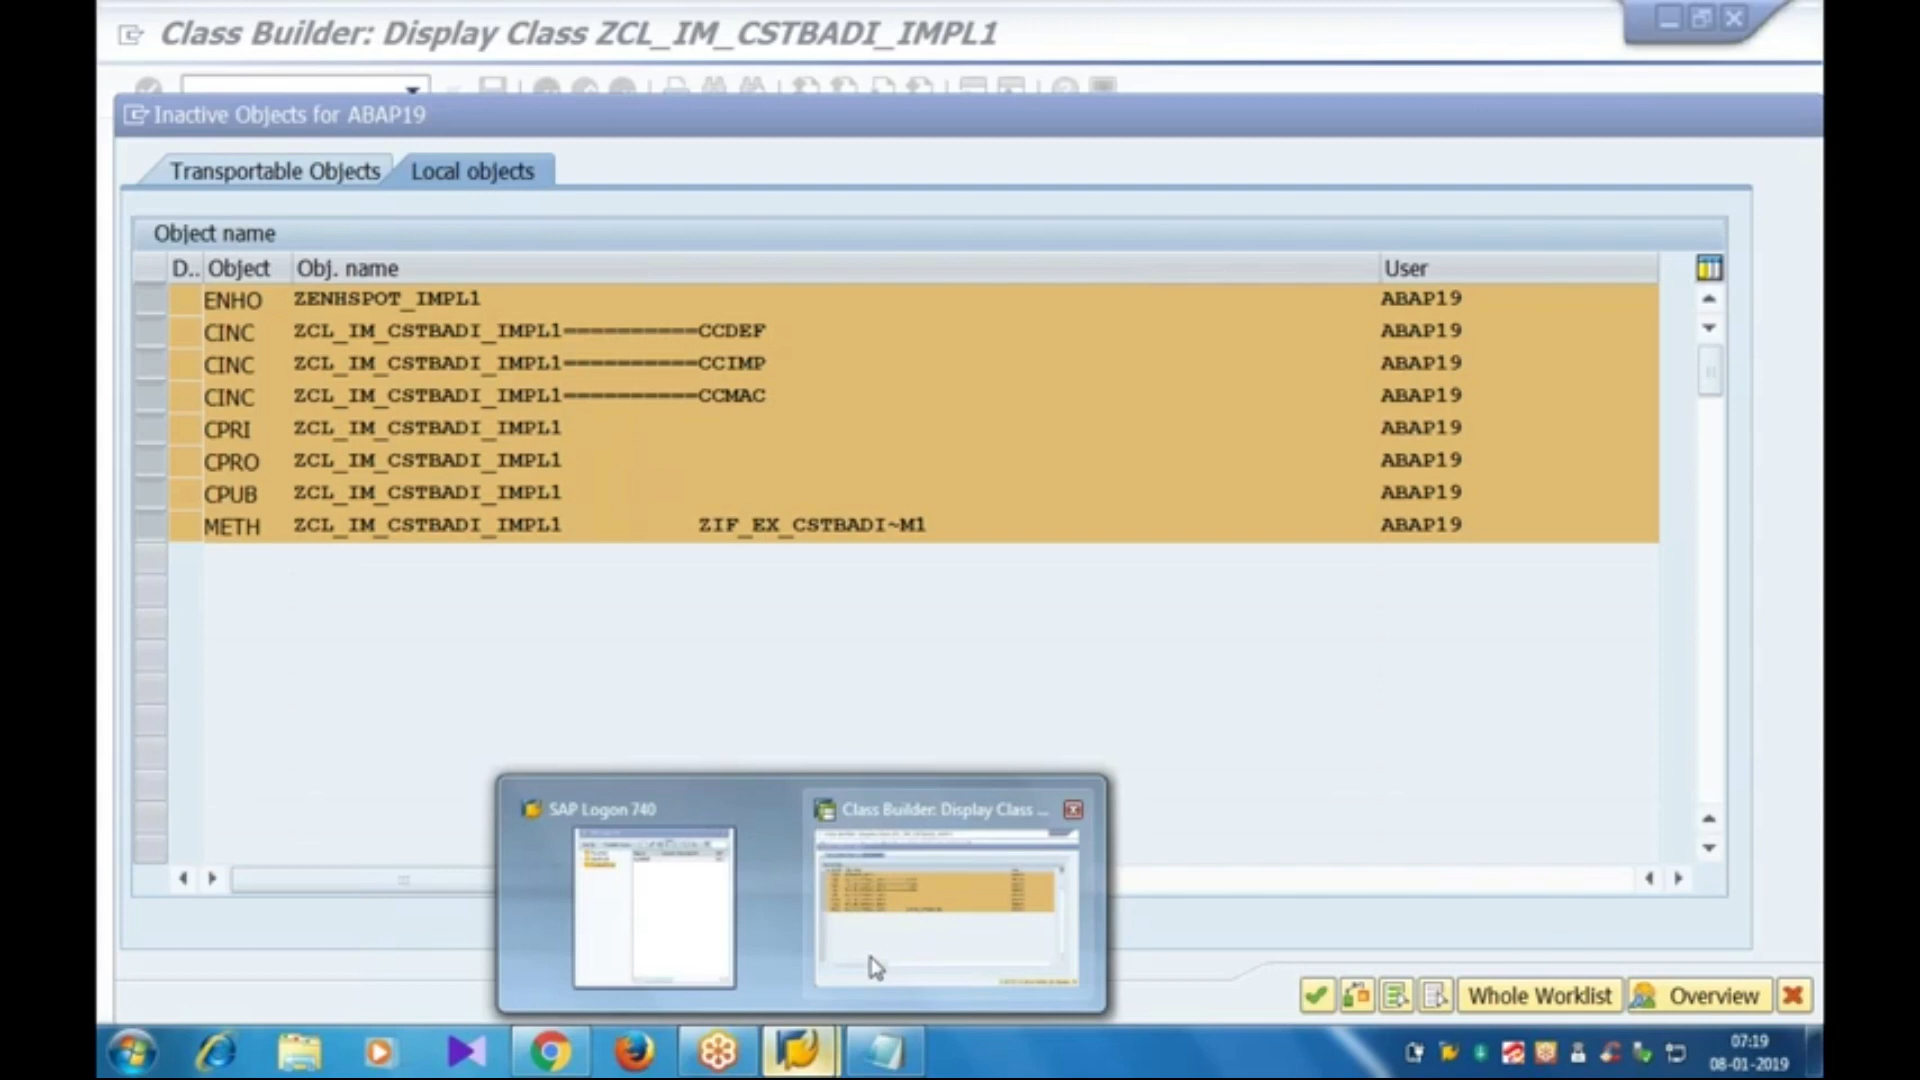 Class Builder: Display Class ZCL_IM_CSTBADI_IMPL1
Inactive Objects for ABAP19
Transportable Objects
Local objects
Object name
D.. Object Obj. name User
ENHO ZENHSPOT_IMPL1 ABAP19
CINC ZCL_IM_CSTBADI_IMPL1==========CCDEF ABAP19
CINC ZCL_IM_CSTBADI_IMPL1==========CCIMP ABAP19
CINC ZCL_IM_CSTBADI_IMPL1==========CCMAC ABAP19
CPRI ZCL_IM_CSTBADI_IMPL1 ABAP19
CPRO ZCL_IM_CSTBADI_IMPL1 ABAP19
CPUB ZCL_IM_CSTBADI_IMPL1 ABAP19
METH ZCL_IM_CSTBADI_IMPL1 ZIF_EX_CSTBADI~M1 ABAP19
SAP Logon 740
Class Builder: Display Class ...
Whole Worklist
Overview
07:19
08-01-2019